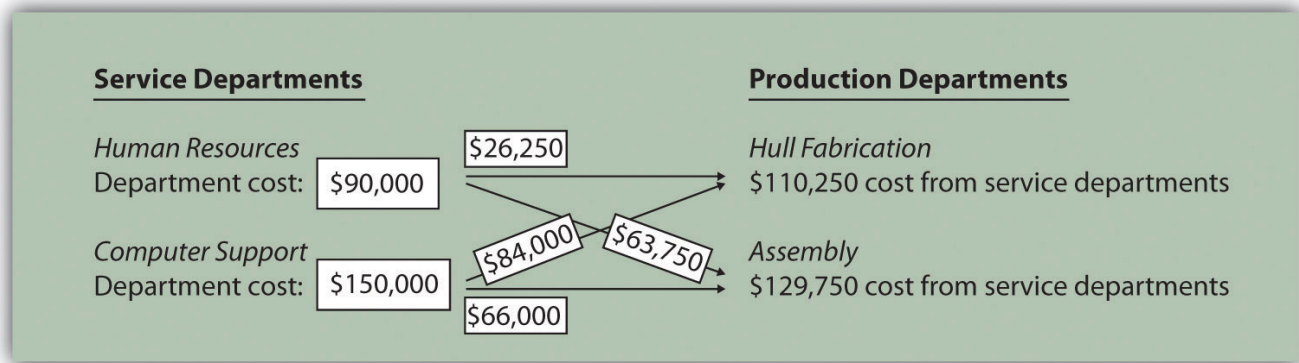 Service Departments
Production Departments
Human Resources
Department cost: $90,000
$26,250
Hull Fabrication
$110,250 cost from service departments
Computer Support
Department cost: $150,000
$84,000
$63,750
$66,000
Assembly
$129,750 cost from service departments